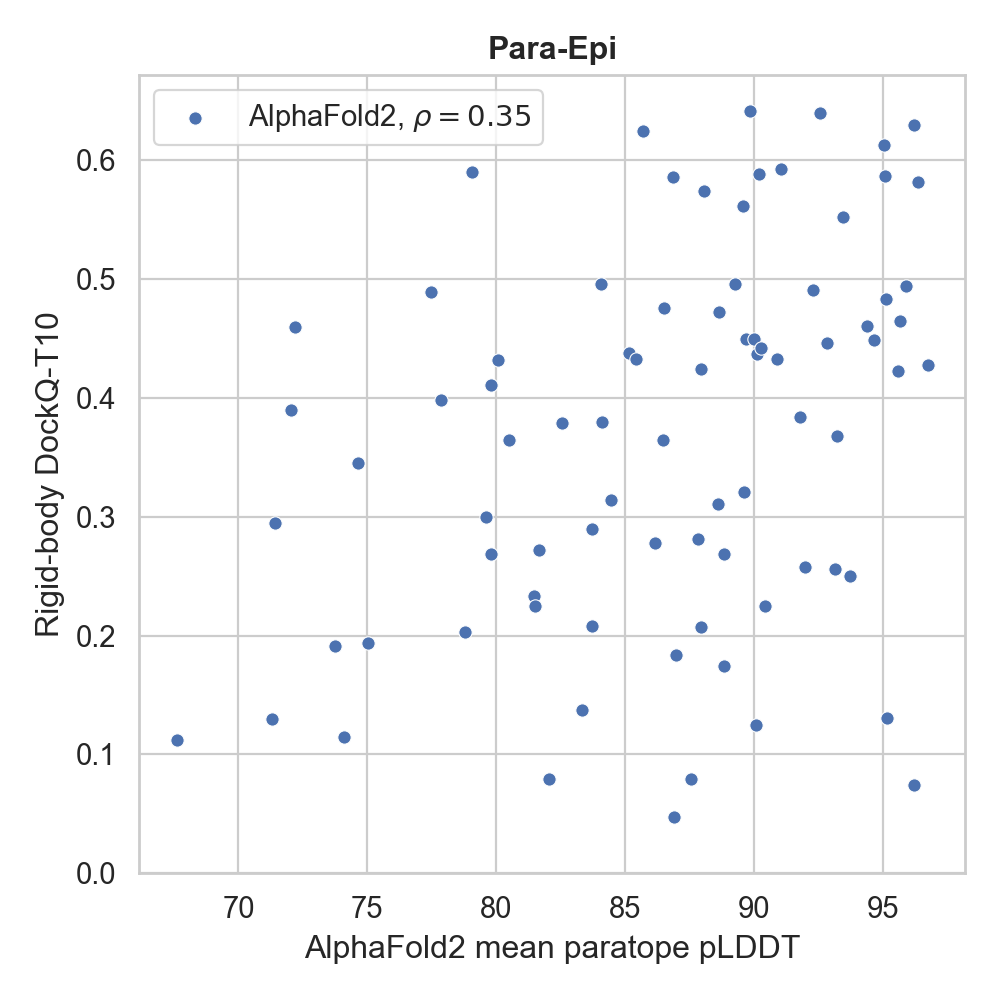 Para-Epi
AlphaFold2, ρ = 0.35
Rigid-body DockQ-T10
0.6
0.5
0.4
0.3
0.2
0.1
0.0
70 75 80 85 90 95
AlphaFold2 mean paratope pLDDT